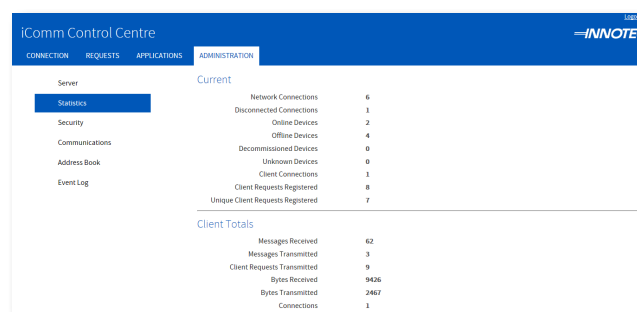 Logo
iComm Control Centre
INNOTE
CONNECTION REQUESTS APPLICATIONS ADMINISTRATION
Server
Statistics
Security
Communications
Address Book
Event Log
Current
Network Connections 6
Disconnected Connections 1
Online Devices 2
Offline Devices 4
Decommissioned Devices 0
Unknown Devices 0
Client Connections 1
Client Requests Registered 8
Unique Client Requests Registered 7
Client Totals
Messages Received 62
Messages Transmitted 3
Client Requests Transmitted 9
Bytes Received 9426
Bytes Transmitted 2467
Connections 1